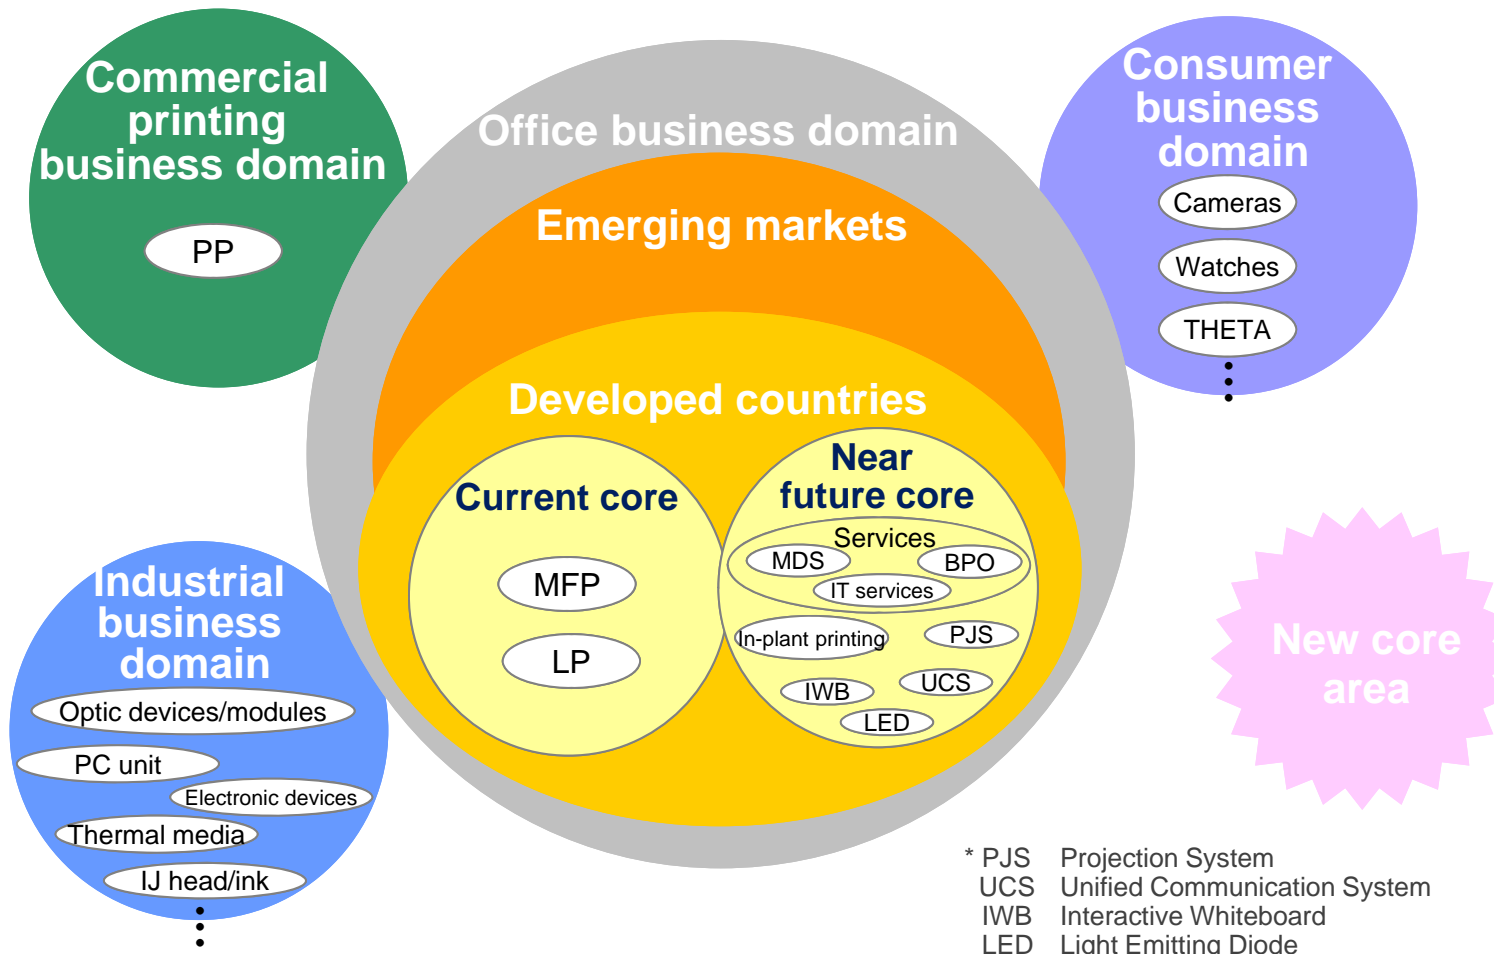 Commercial
printing
business domain
PP
Office business domain
Emerging markets
Developed countries
Current core
MFP
LP
Near
future core
Services
MDS
BPO
IT services
In-plant printing
PJS
IWB
UCS
LED
Consumer
business
domain
Cameras
Watches
THETA
Industrial
business
domain
Optic devices/modules
PC unit
Electronic devices
Thermal media
IJ head/ink
New core
area
* PJS Projection System
UCS Unified Communication System
IWB Interactive Whiteboard
LED Light Emitting Diode